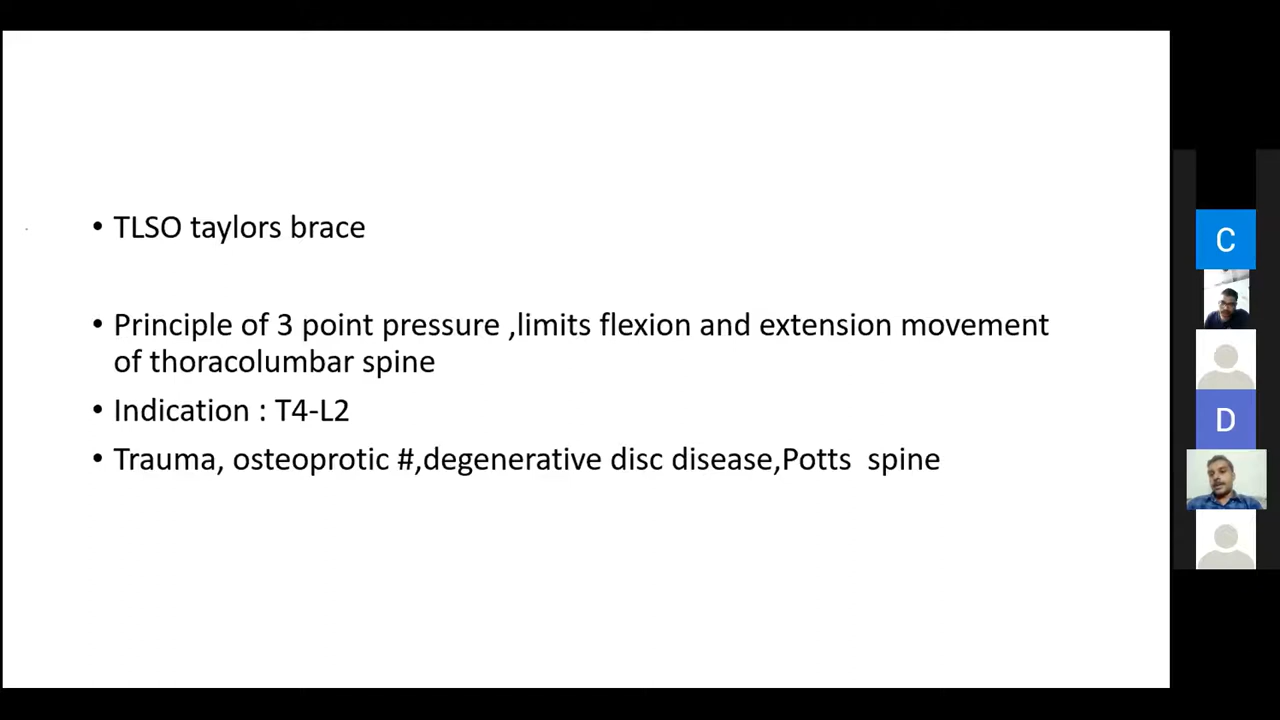 • TLSO taylors brace
• Principle of 3 point pressure ,limits flexion and extension movement
of thoracolumbar spine
• Indication : T4-L2
• Trauma, osteoprotic #,degenerative disc disease,Potts  spine
C
D